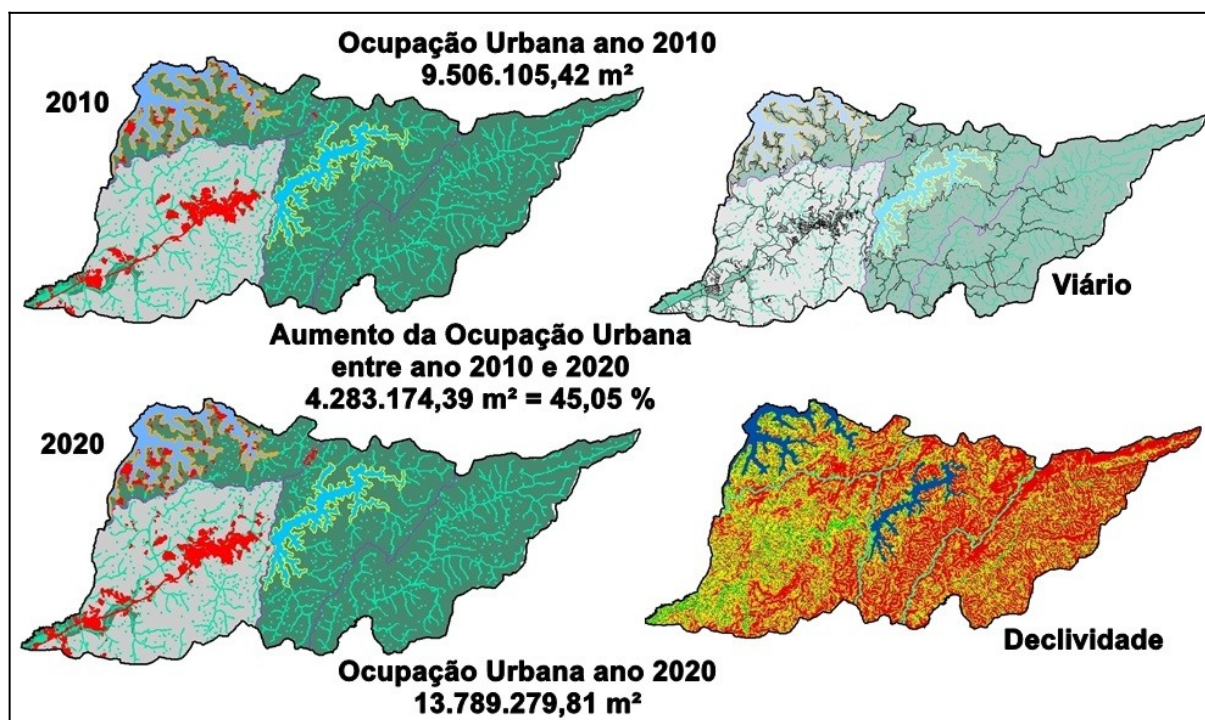 Ocupação Urbana ano 2010
9.506.105,42 m²
2010
Viário
Aumento da Ocupação Urbana
entre ano 2010 e 2020
4.283.174,39 m² = 45,05 %
2020
Declividade
Ocupação Urbana ano 2020
13.789.279,81 m²